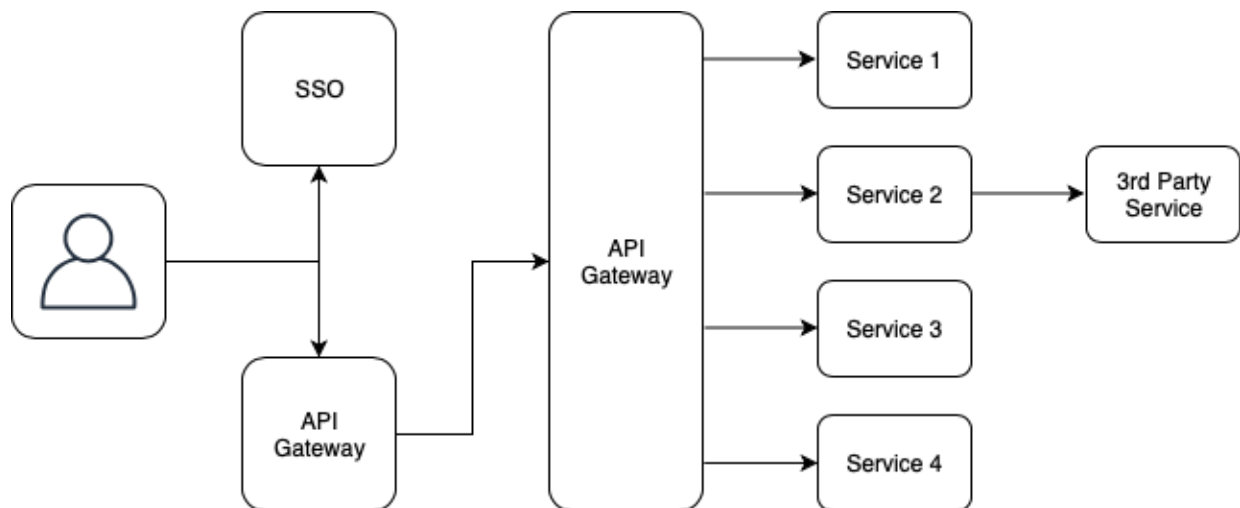 SSO
API
Gateway
API
Gateway
Service 1
Service 2
3rd Party
Service
Service 3
Service 4